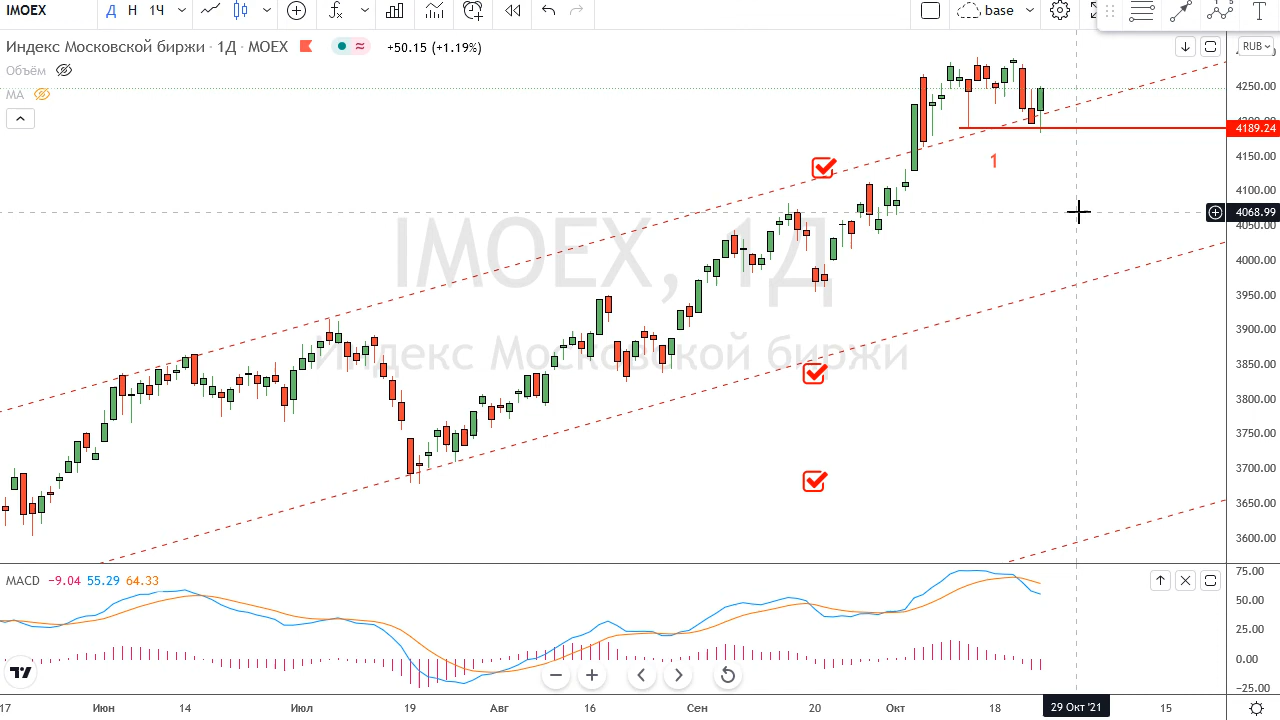 IMOEX Д Н 1Ч base
Индекс Московской биржи · 1Д · MOEX +50.15 (+1.19%) RUB
Объём
MA
4250.00
4189.24
4150.00
1
4100.00
4068.99
4050.00
4000.00
3950.00
3900.00
3850.00
3800.00
3750.00
3700.00
3650.00
3600.00
IMOEX, 1Д
Индекс Московской биржи
MACD −9.04 55.29 64.33
75.00
50.00
25.00
0.00
−25.00
17 Июн 14 Июл 19 Авг 16 Сен 20 Окт 18 29 Окт '21 15